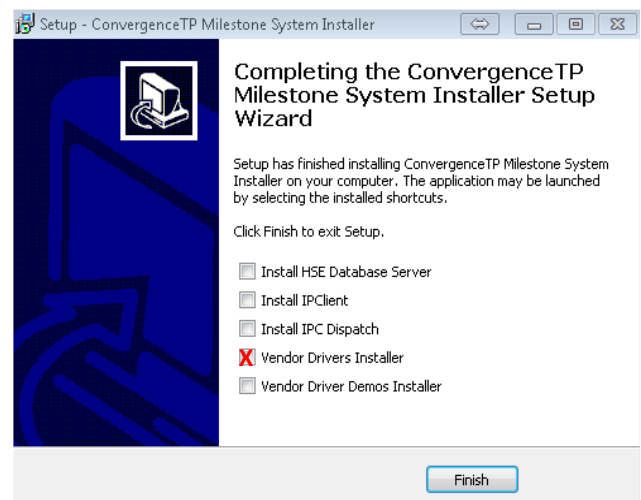 Setup - ConvergenceTP Milestone System Installer
Completing the ConvergenceTP
Milestone System Installer Setup
Wizard
Setup has finished installing ConvergenceTP Milestone System
Installer on your computer. The application may be launched
by selecting the installed shortcuts.
Click Finish to exit Setup.
Install HSE Database Server
Install IPClient
Install IPC Dispatch
X Vendor Drivers Installer
Vendor Driver Demos Installer
Finish